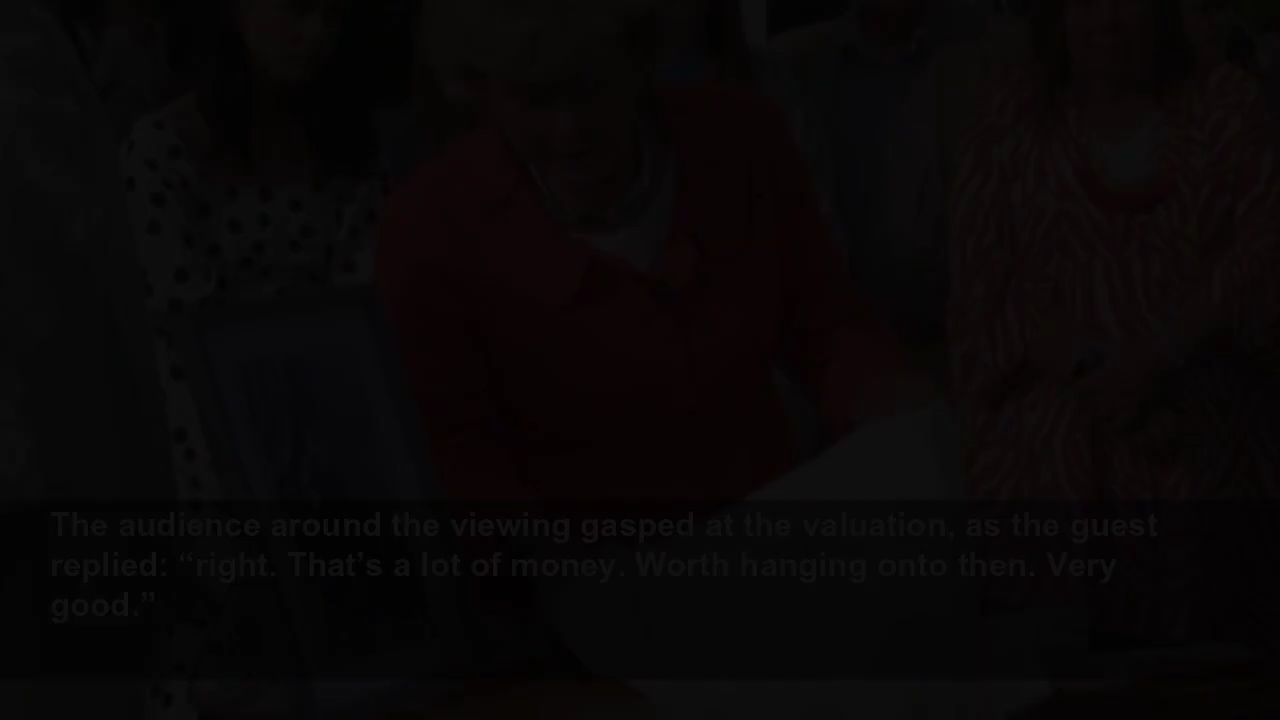 The audience around the viewing gasped at the valuation, as the guest
replied: “right. That’s a lot of money. Worth hanging onto then. Very
good.”